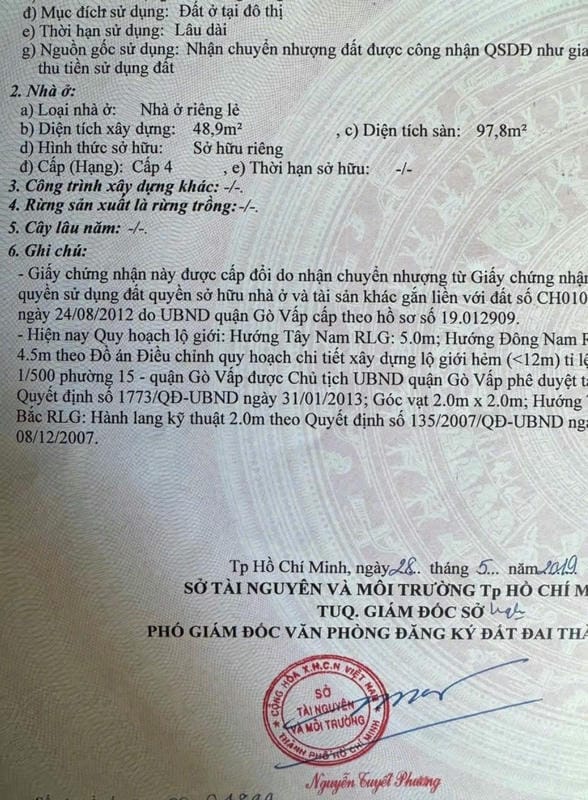 đ) Mục đích sử dụng: Đất ở tại đô thị
e) Thời hạn sử dụng: Lâu dài
g) Nguồn gốc sử dụng: Nhận chuyển nhượng đất được công nhận QSDĐ như gia
thu tiền sử dụng đất
2. Nhà ở:
a) Loại nhà ở: Nhà ở riêng lẻ
b) Diện tích xây dựng: 48,9m² , c) Diện tích sàn: 97,8m²
d) Hình thức sở hữu: Sở hữu riêng
đ) Cấp (Hạng): Cấp 4 , e) Thời hạn sở hữu: -/-
3. Công trình xây dựng khác: -/-.
4. Rừng sản xuất là rừng trồng:-/-.
5. Cây lâu năm: -/-.
6. Ghi chú:
- Giấy chứng nhận này được cấp đổi do nhận chuyển nhượng từ Giấy chứng nhận
quyền sử dụng đất quyền sở hữu nhà ở và tài sản khác gắn liền với đất số CH010
ngày 24/08/2012 do UBND quận Gò Vấp cấp theo hồ sơ số 19.012909.
- Hiện nay Quy hoạch lộ giới: Hướng Tây Nam RLG: 5.0m; Hướng Đông Nam R
4.5m theo Đồ án Điều chỉnh quy hoạch chi tiết xây dựng lộ giới hẻm (<12m) tỉ lệ
1/500 phường 15 - quận Gò Vấp được Chủ tịch UBND quận Gò Vấp phê duyệt t
Quyết định số 1773/QĐ-UBND ngày 31/01/2013; Góc vạt 2.0m x 2.0m; Hướng
Bắc RLG: Hành lang kỹ thuật 2.0m theo Quyết định số 135/2007/QĐ-UBND ngà
08/12/2007.
Tp Hồ Chí Minh, ngày 28 tháng 5... năm 2019
SỞ TÀI NGUYÊN VÀ MÔI TRƯỜNG Tp HỒ CHÍ M
TUQ. GIÁM ĐỐC SỞ
PHÓ GIÁM ĐỐC VĂN PHÒNG ĐĂNG KÝ ĐẤT ĐAI THÀ
CỘNG HÒA X.H.C.N VIỆT NAM
SỞ
TÀI NGUYÊN
VÀ MÔI TRƯỜNG
THÀNH PHỐ HỒ CHÍ MINH
Nguyễn Tuyết Phương